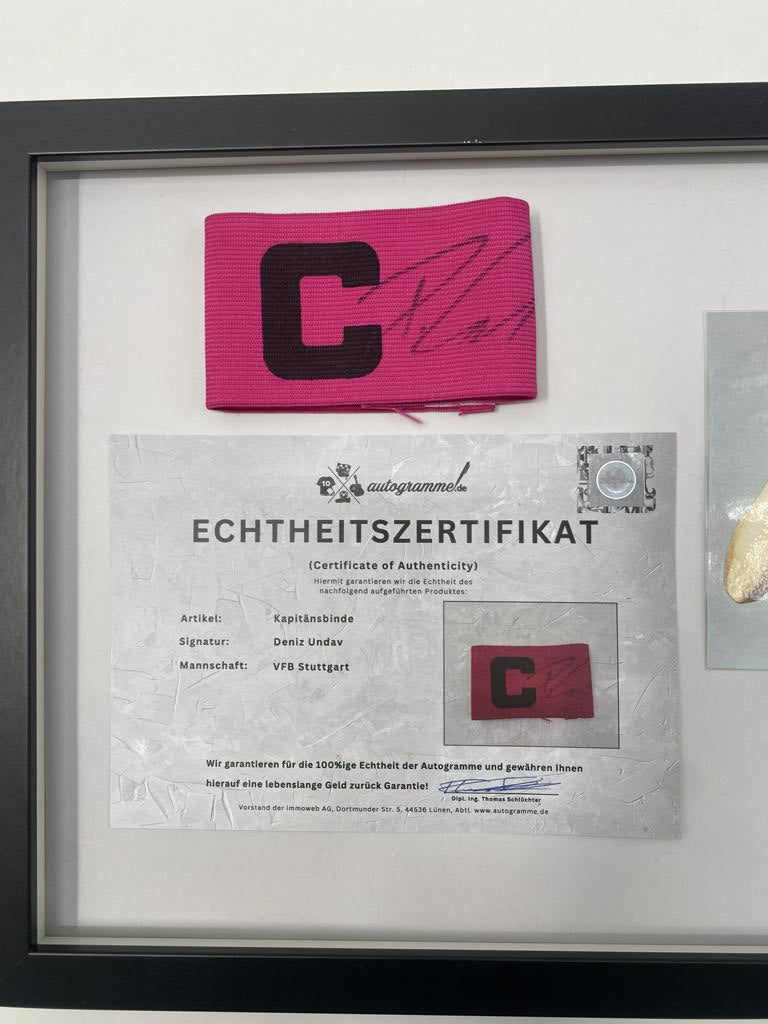 C
10
autogramme.de
ECHTHEITSZERTIFIKAT
(Certificate of Authenticity)
Hiermit garantieren wir die Echtheit des
nachfolgend aufgeführten Produktes:
Artikel: Kapitänsbinde
Signatur: Deniz Undav
Mannschaft: VFB Stuttgart
C
Wir garantieren für die 100%ige Echtheit der Autogramme und gewähren Ihnen
hierauf eine lebenslange Geld zurück Garantie!
Dipl. Ing. Thomas Schlüchter
Vorstand der immoweb AG, Dortmunder Str. 5, 44536 Lünen, Abtl. www.autogramme.de